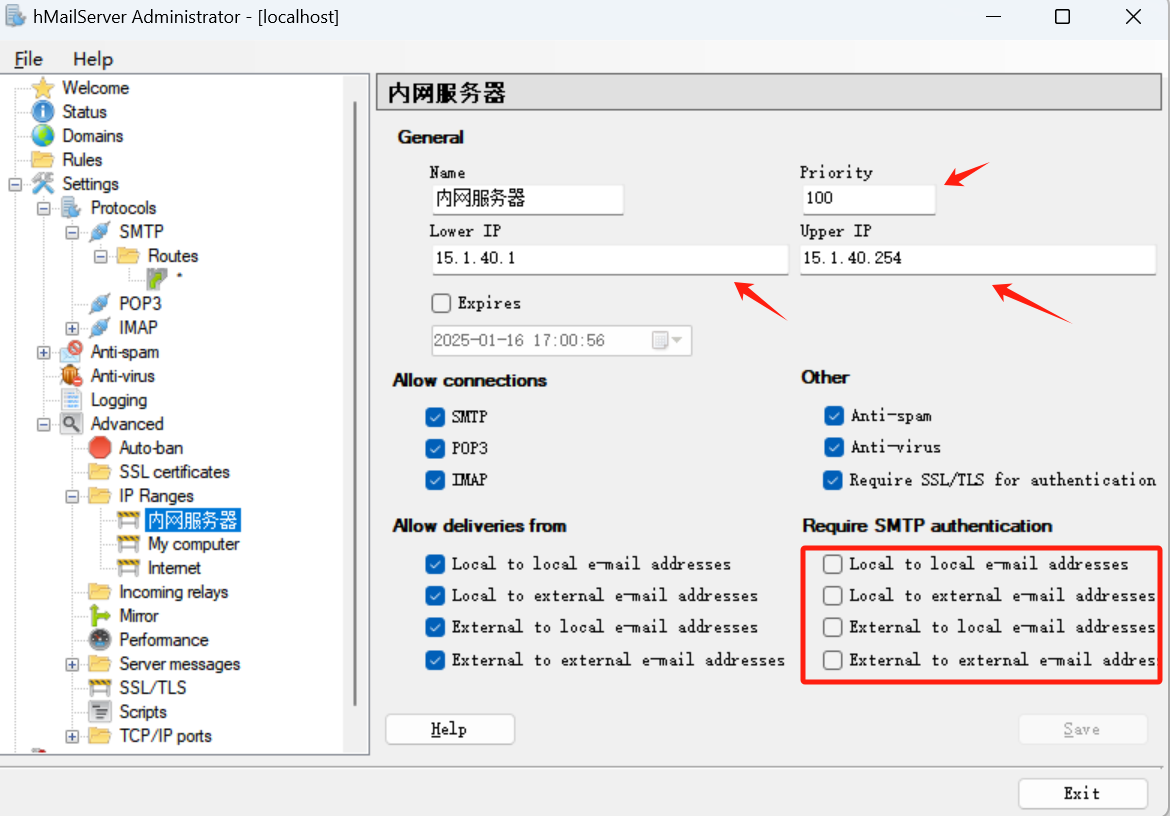 hMailServer Administrator - [localhost]
File Help
Welcome
Status
Domains
Rules
Settings
Protocols
SMTP
Routes
*
POP3
IMAP
Anti-spam
Anti-virus
Logging
Advanced
Auto-ban
SSL certificates
IP Ranges
内网服务器
My computer
Internet
Incoming relays
Mirror
Performance
Server messages
SSL/TLS
Scripts
TCP/IP ports
内网服务器
General
Name Priority
内网服务器 100
Lower IP Upper IP
15.1.40.1 15.1.40.254
Expires
2025-01-16 17:00:56
Allow connections
SMTP
POP3
IMAP
Other
Anti-spam
Anti-virus
Require SSL/TLS for authentication
Allow deliveries from
Local to local e-mail addresses
Local to external e-mail addresses
External to local e-mail addresses
External to external e-mail addresses
Require SMTP authentication
Local to local e-mail addresses
Local to external e-mail addresses
External to local e-mail addresses
External to external e-mail addres
Help Save
Exit